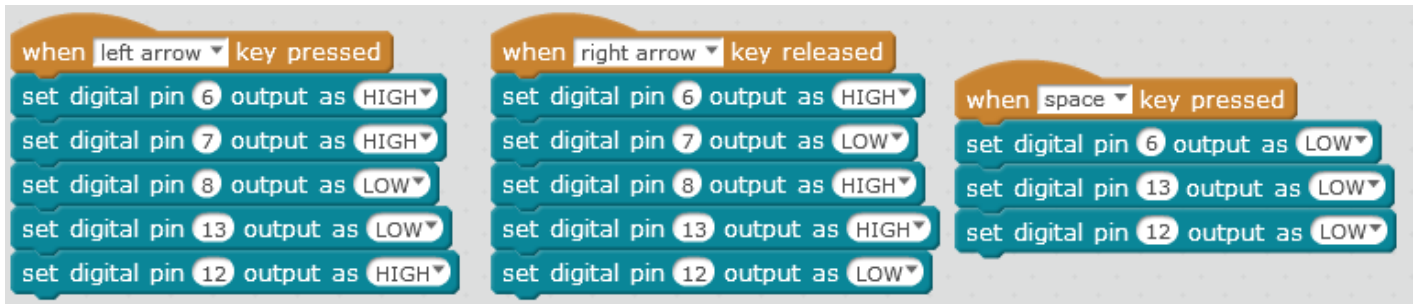 when left arrow key pressed
set digital pin 6 output as HIGH
set digital pin 7 output as HIGH
set digital pin 8 output as LOW
set digital pin 13 output as LOW
set digital pin 12 output as HIGH
when right arrow key released
set digital pin 6 output as HIGH
set digital pin 7 output as LOW
set digital pin 8 output as HIGH
set digital pin 13 output as HIGH
set digital pin 12 output as LOW
when space key pressed
set digital pin 6 output as LOW
set digital pin 13 output as LOW
set digital pin 12 output as LOW